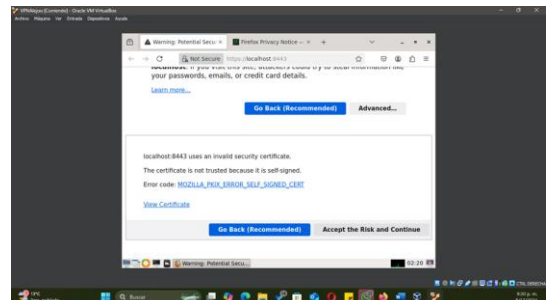 [Corriendo] - Oracle VM VirtualBox
Archivo Máquina Ver Entrada Dispositivos Ayuda
Warning: Potential Secu
Firefox Privacy Notice
Not Secure https://localhost:8443
your passwords, emails, or credit card details.
Learn more...
Go Back (Recommended) Advanced...
localhost:8443 uses an invalid security certificate.
The certificate is not trusted because it is self-signed.
Error code: MOZILLA_PKIX_ERROR_SELF_SIGNED_CERT
View Certificate
Go Back (Recommended) Accept the Risk and Continue
Warning: Potential Secu... 02:20
CTRL DERECHA
19°C Buscar